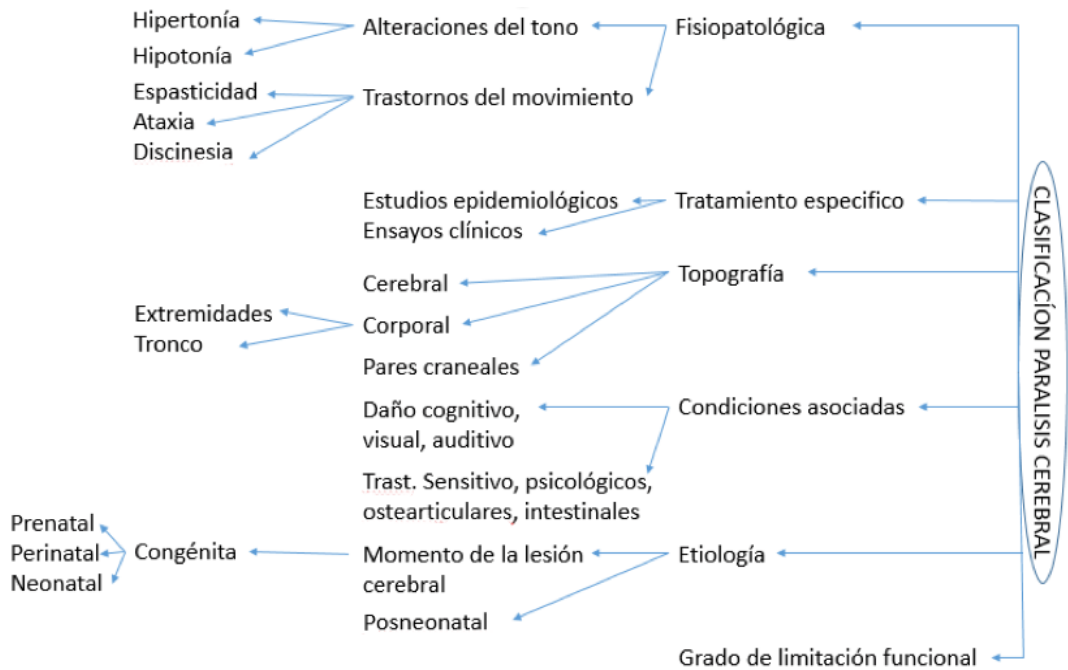 Hipertonía
Hipotonía
Alteraciones del tono
Fisiopatológica
Espasticidad
Ataxia
Discinesia
Trastornos del movimiento
Estudios epidemiológicos
Ensayos clínicos
Tratamiento especifico
Cerebral
Topografía
Extremidades
Tronco
Corporal
Pares craneales
Daño cognitivo,
visual, auditivo
Condiciones asociadas
Trast. Sensitivo, psicológicos,
ostearticulares, intestinales
Prenatal
Perinatal
Neonatal
Congénita
Momento de la lesión
cerebral
Etiología
Posneonatal
Grado de limitación funcional
CLASIFICACÍON PARALISIS CEREBRAL